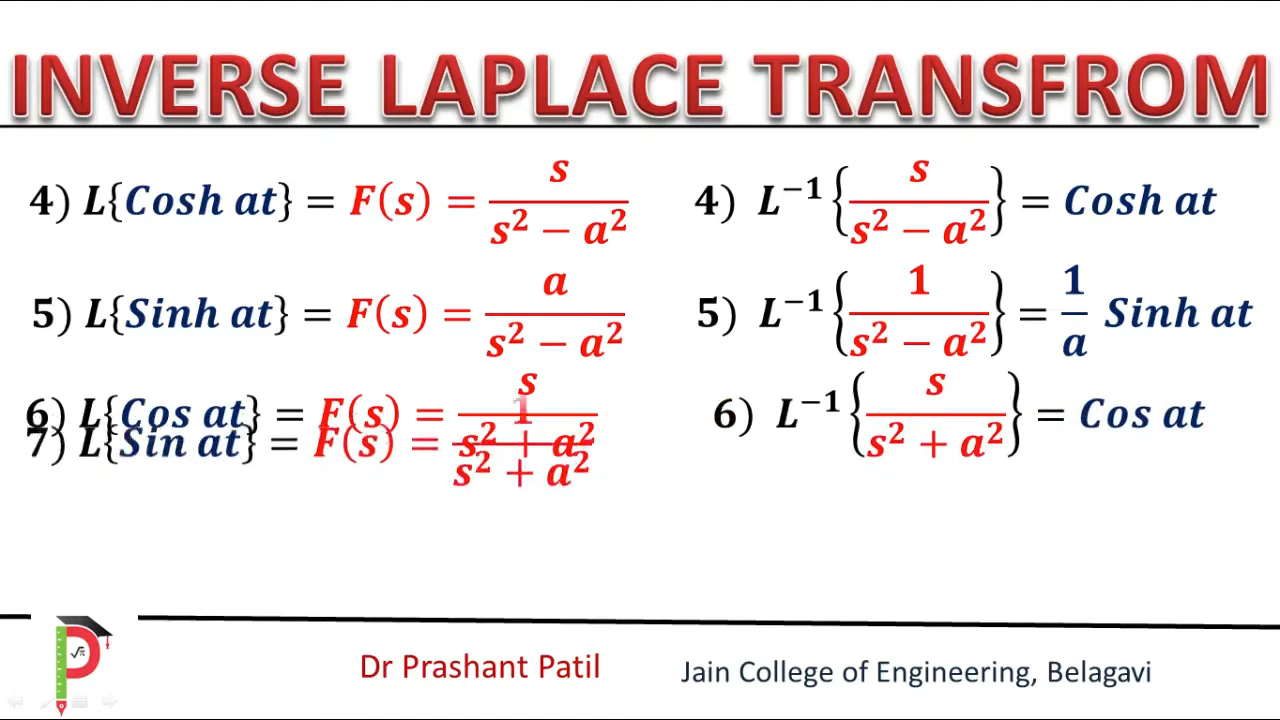 INVERSE LAPLACE TRANSFROM
4) L{Cosh at} = F(s) = s / (s² − a²)
4) L⁻¹{s / (s² − a²)} = Cosh at
5) L{Sinh at} = F(s) = a / (s² − a²)
5) L⁻¹{1 / (s² − a²)} = 1/a Sinh at
6) L{Cos at} = F(s) = s / (s² + a²)
6) L⁻¹{s / (s² + a²)} = Cos at
7) L{Sin at} = F(s) = 1 / (s² + a²)
√π
Dr Prashant Patil
Jain College of Engineering, Belagavi